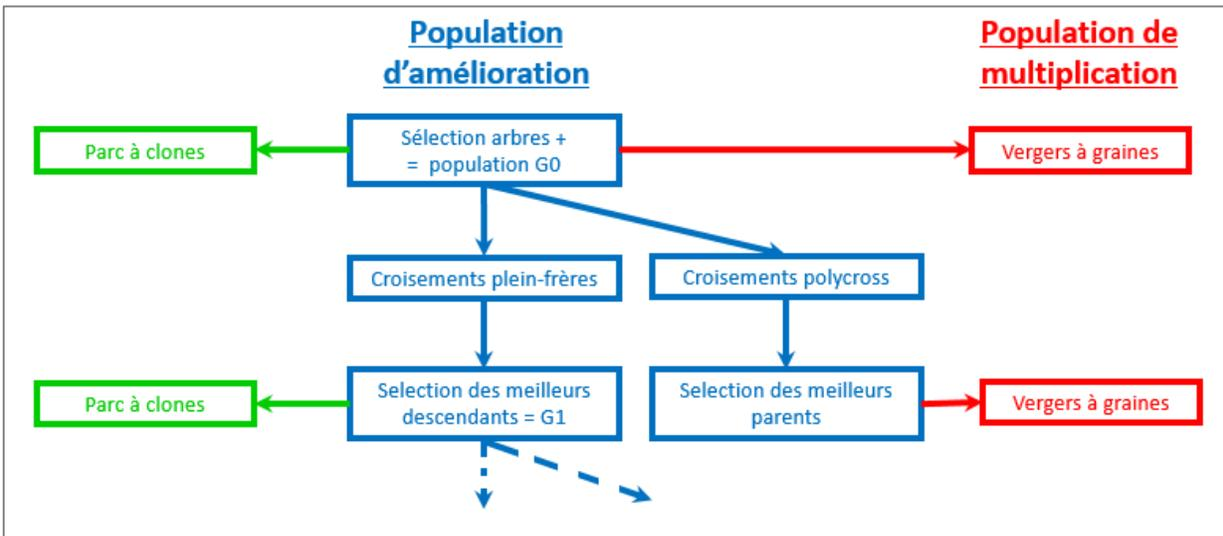 Population
d'amélioration
Population de
multiplication
Parc à clones
Sélection arbres +
= population G0
Vergers à graines
Croisements plein-frères
Croisements polycross
Parc à clones
Selection des meilleurs
descendants = G1
Selection des meilleurs
parents
Vergers à graines